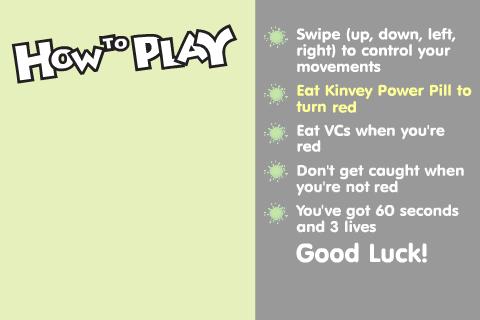 How to Play
Swipe (up, down, left,
right) to control your
movements
Eat Kinvey Power Pill to
turn red
Eat VCs when you're
red
Don't get caught when
you're not red
You've got 60 seconds
and 3 lives
Good Luck!